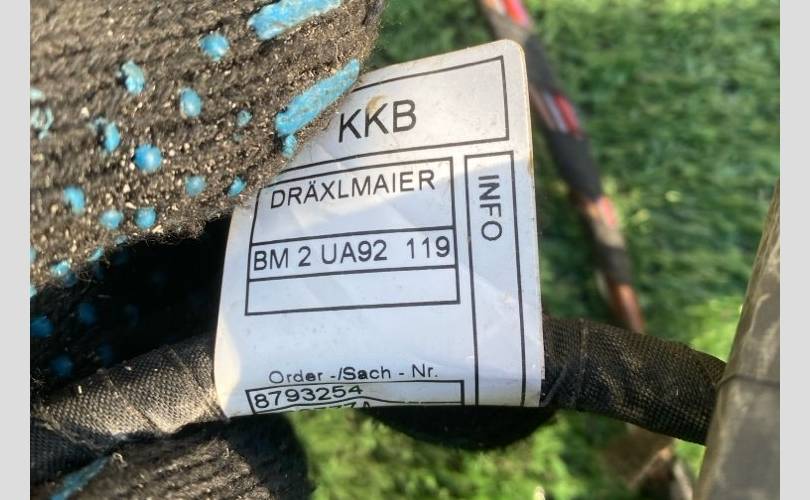 KKB
DRÄXLMAIER
INFO
BM 2 UA92 119
Order -/Sach - Nr.
8793254